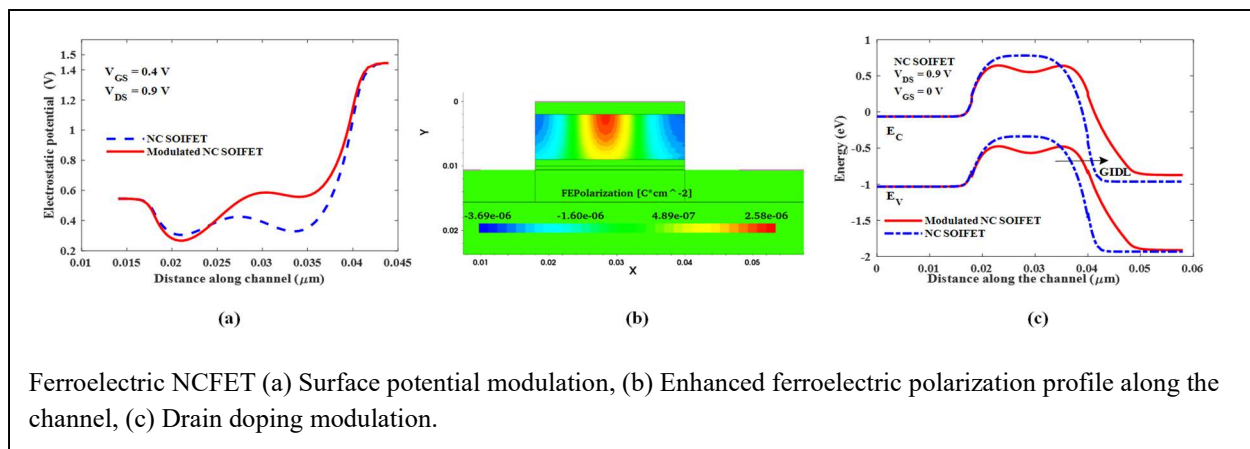 1.5
1.4
1.2
1
0.8
0.6
0.4
0.2
Electrostatic potential (V)
V_GS = 0.4 V
V_DS = 0.9 V
NC SOIFET
Modulated NC SOIFET
0.01 0.015 0.02 0.025 0.03 0.035 0.04 0.045
Distance along channel (μm)
(a)
0
0.01
0.02
Y
FEPolarization [C*cm^-2]
-3.69e-06 -1.60e-06 4.89e-07 2.58e-06
0.01 0.02 0.03 0.04 0.05
X
(b)
1
0.5
0
-0.5
-1
-1.5
-2
Energy (eV)
NC SOIFET
V_DS = 0.9 V
V_GS = 0 V
E_C
E_V
GIDL
Modulated NC SOIFET
NC SOIFET
0 0.01 0.02 0.03 0.04 0.05 0.06
Distance along the channel (μm)
(c)
Ferroelectric NCFET (a) Surface potential modulation, (b) Enhanced ferroelectric polarization profile along the
channel, (c) Drain doping modulation.